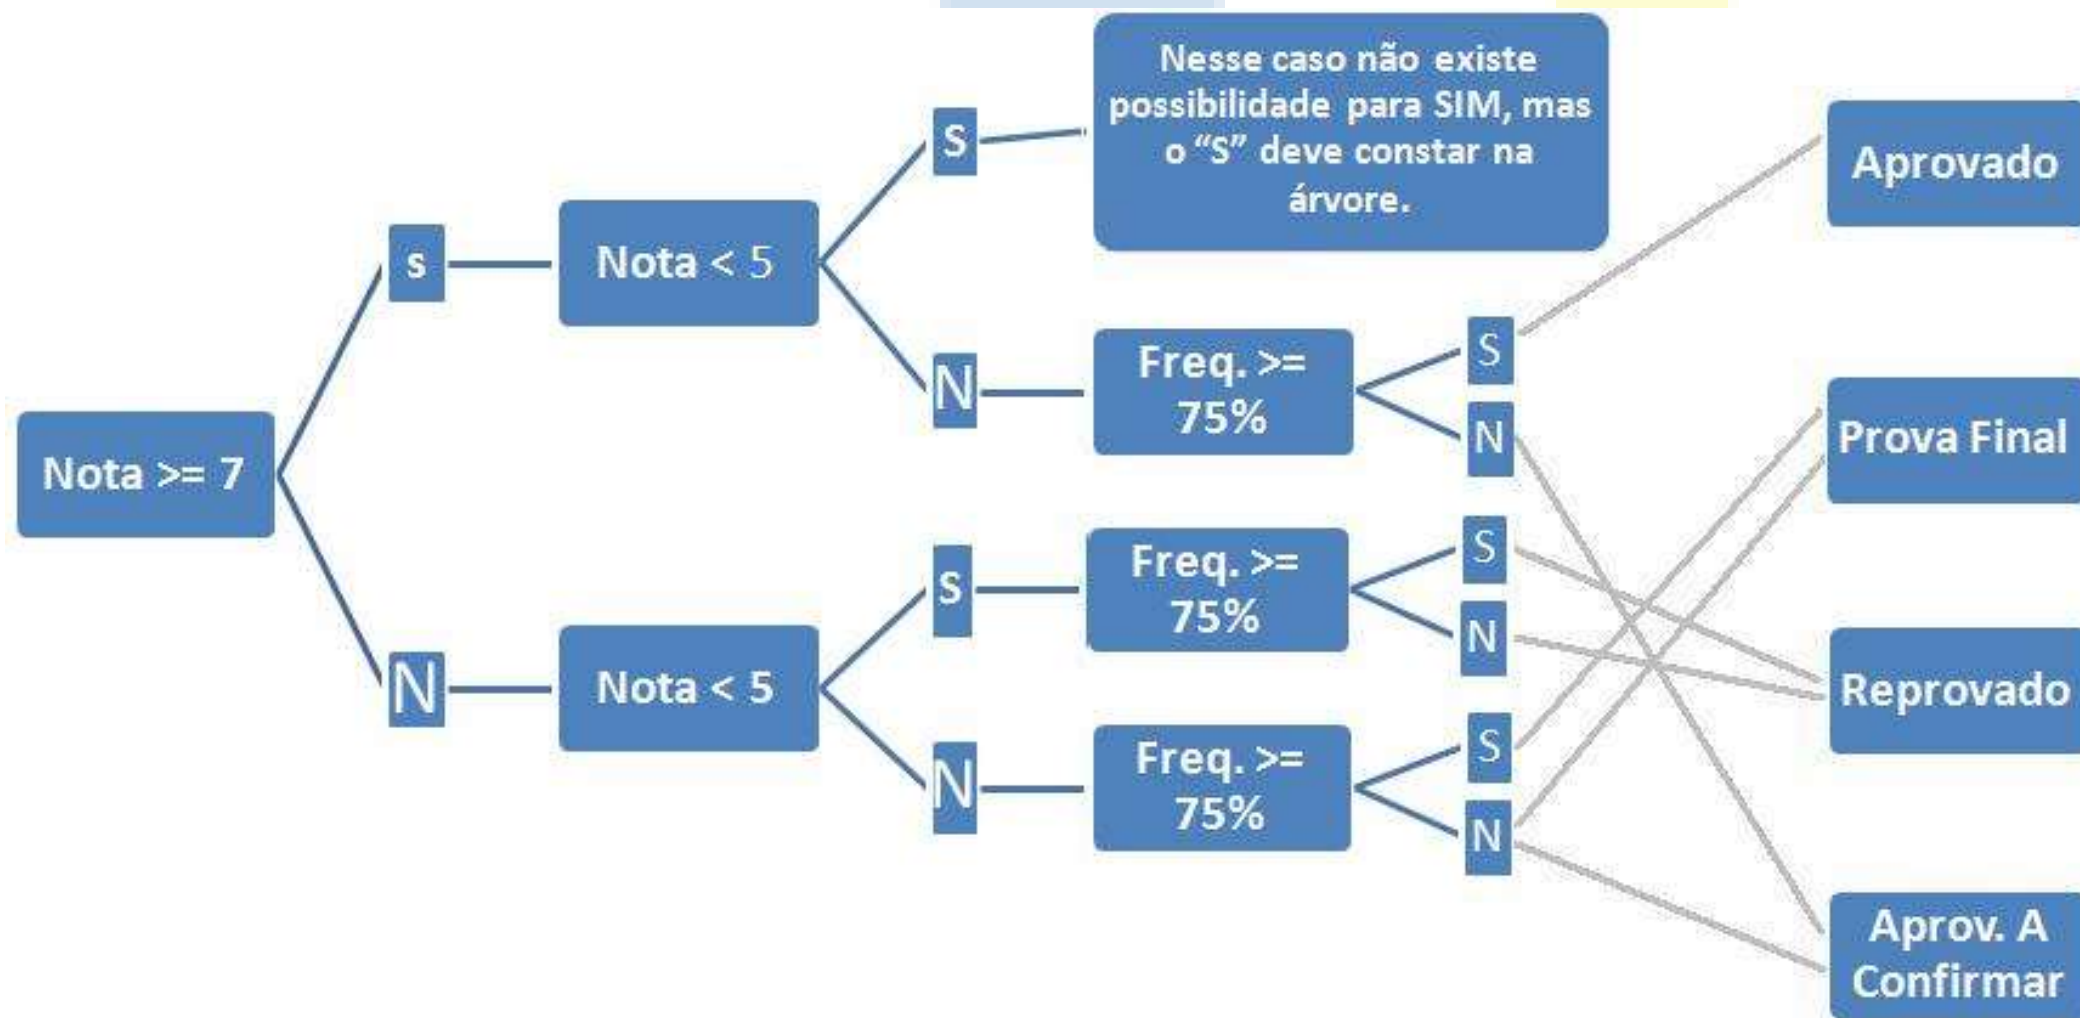 Nota >= 7
s
N
Nota < 5
Nota < 5
S
N
s
N
Nesse caso não existe
possibilidade para SIM, mas
o “S” deve constar na
árvore.
Freq. >=
75%
Freq. >=
75%
Freq. >=
75%
S
N
S
N
S
N
Aprovado
Prova Final
Reprovado
Aprov. A
Confirmar